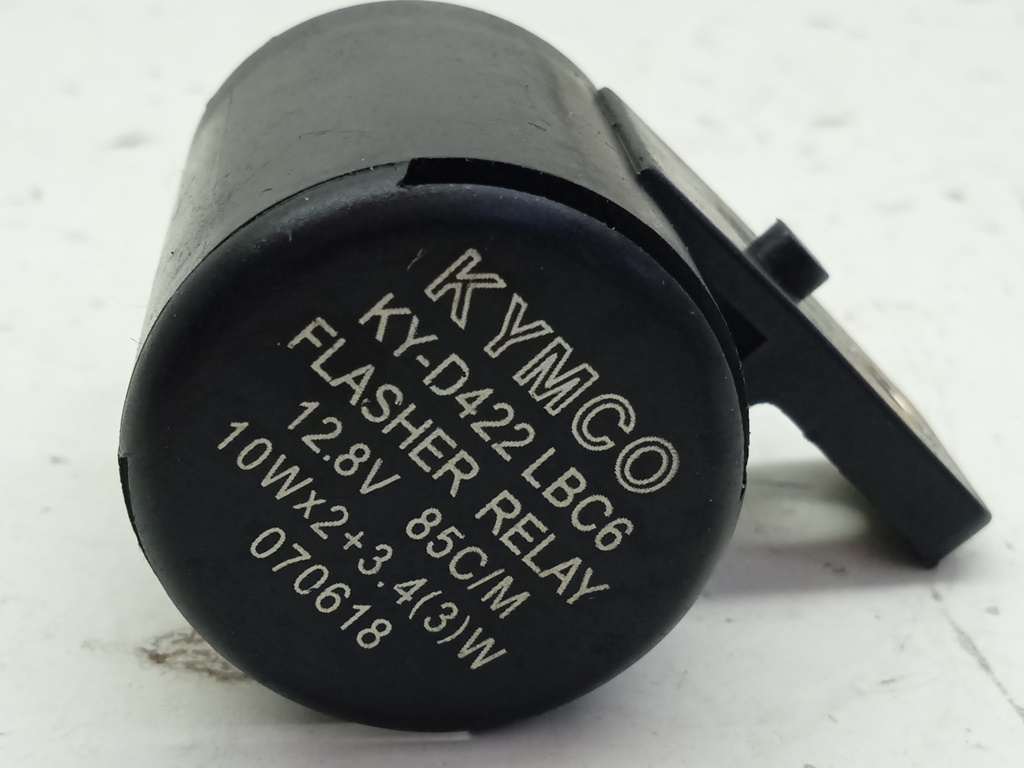 KYMCO
KY-D422 LBC6
FLASHER RELAY
12.8V 85C/M
10Wx2+3.4(3)W
070618